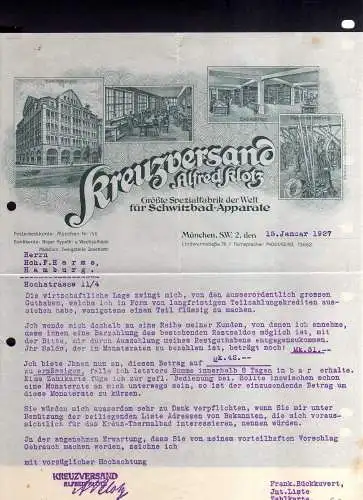 Kreuzversand
Alfred Klotz
Größte Spezialfabrik der Welt
für Schwitzbad-Apparate
München, S.W. 2, den 15. Januar 1927
Herrn
Hch. F. Harms,
Hamburg.
Hochstrasse 11/4
Die wirtschaftliche Lage zwingt mich, von den ausserordentlich grossen
Guthaben, welche ich in Form von langfristigen Teilzahlungskrediten aus-
stehen habe, wenigstens einen Teil flüssig zu machen.
Ich wende mich deshalb an eine Reihe meiner Kunden, von denen ich annehme,
dass ihnen eine Barzahlung des bestehenden Restsaldos möglich ist, mit
der Bitte, mir durch Auszahlung meines Restguthabens entgegenzukommen.
Ihr Saldo, der in Monatsraten zu bezahlen ist, beträgt noch: Mk.51.--
Ich biete Ihnen nun an, diesen Betrag auf Mk.48.--
zu ermässigen, falls ich letztere Summe innerhalb 8 Tagen in bar erhalte.
Eine Zahlkarte füge ich zur gefl. Bedienung bei. Sollte inzwischen schon
eine Monatsrate an mich unterwegs sein, so ist der einzusendende Betrag um
diese Monatsrate zu kürzen.
Sie würden mich ausserdem sehr zu Dank verpflichten, wenn Sie mir unter
Benützung der beiliegenden Liste Adressen von Bekannten, die sich voraus-
sichtlich für das Kreuz-Thermalbad interessieren, nennen würden.
In der angenehmen Erwartung, dass Sie von meinem vorteilhaften Vorschlag
Gebrauch machen werden, zeichne ich
mit vorzüglicher Hochachtung
KREUZVERSAND
ALFRED KLOTZ
Frank.Rückkuvert,
Int.Liste
Zahlkarte